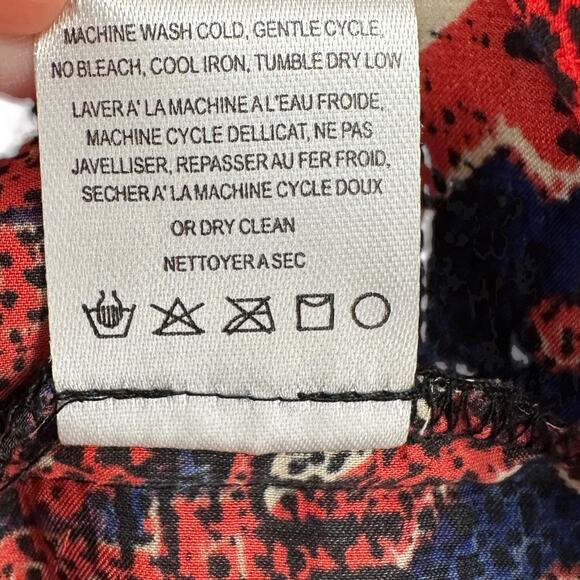 MACHINE WASH COLD, GENTLE CYCLE,
NO BLEACH, COOL IRON, TUMBLE DRY LOW
LAVER A' LA MACHINE A L'EAU FROIDE,
MACHINE CYCLE DELLICAT, NE PAS
JAVELLISER, REPASSER AU FER FROID,
SECHER A' LA MACHINE CYCLE DOUX
OR DRY CLEAN
NETTOYER A SEC